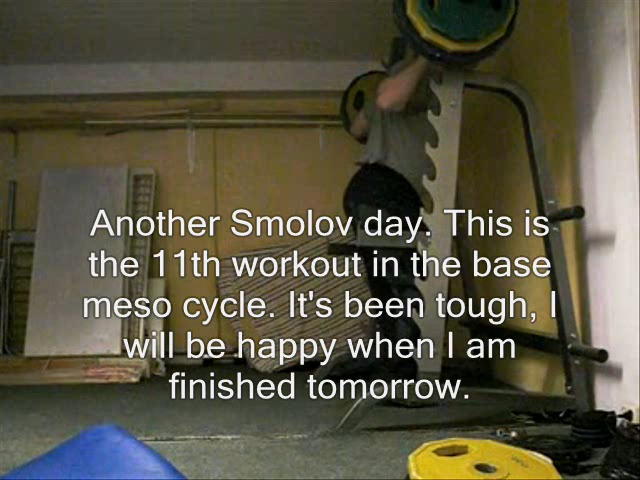 Another Smolov day. This is
the 11th workout in the base
meso cycle. It's been tough, I
will be happy when I am
finished tomorrow.